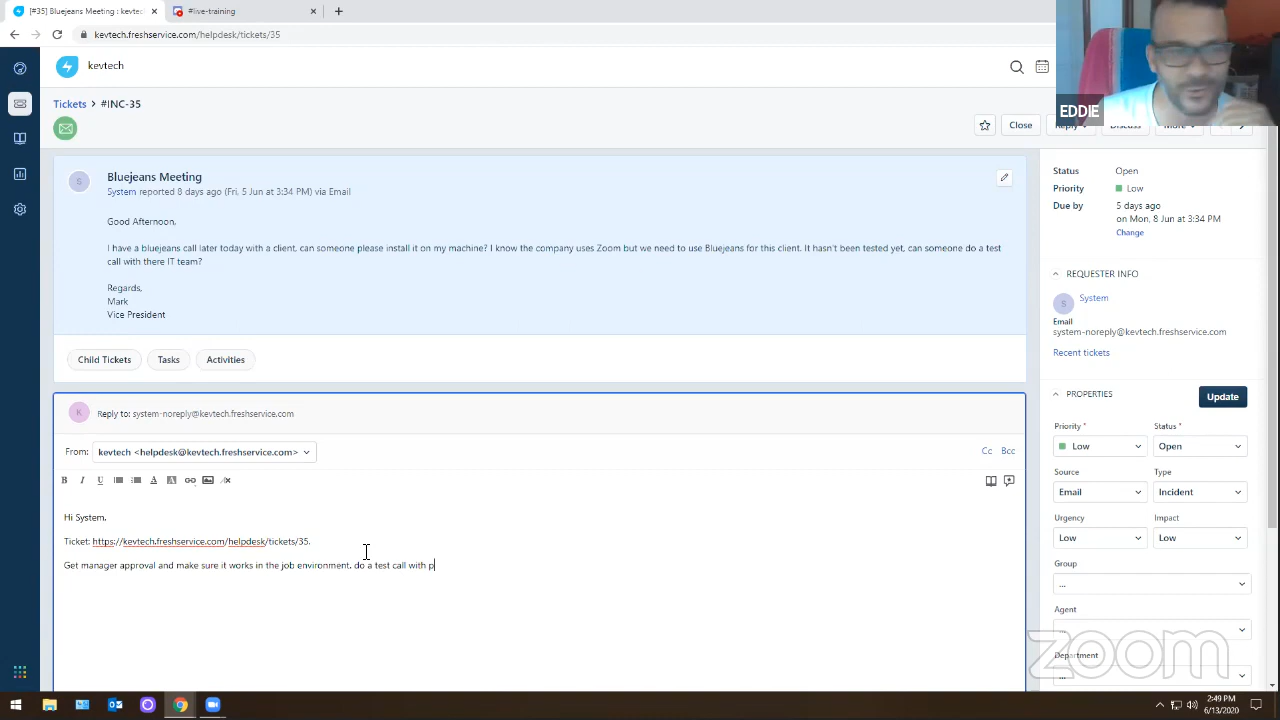 [#35] Bluejeans Meeting : kevtec
#live-training
kevtech.freshservice.com/helpdesk/tickets/35
kevtech
Tickets > #INC-35
Close
Reply
Discuss
More
EDDIE
S
Bluejeans Meeting
System reported 8 days ago (Fri, 5 Jun at 3:34 PM) via Email
Good Afternoon,
I have a bluejeans call later today with a client, can someone please install it on my machine? I know the company uses Zoom but we need to use Bluejeans for this client. It hasn't been tested yet, can someone do a test
call with there IT team?
Regards,
Mark
Vice President
Child Tickets
Tasks
Activities
K
Reply to: system-noreply@kevtech.freshservice.com
From:
kevtech <helpdesk@kevtech.freshservice.com>
Cc
Bcc
B I U A A
Hi System,
Ticket: https://kevtech.freshservice.com/helpdesk/tickets/35.
Get manager approval and make sure it works in the job environment, do a test call with p
Status
Open
Priority
Low
Due by
5 days ago
on Mon, 8 Jun at 3:34 PM
Change
REQUESTER INFO
S
System
Email
system-noreply@kevtech.freshservice.com
Recent tickets
PROPERTIES
Update
Priority *
Status *
Low
Open
Source
Type
Email
Incident
Urgency
Impact
Low
Low
Group
...
Agent
...
Department
...
zoom
2:49 PM
6/13/2020